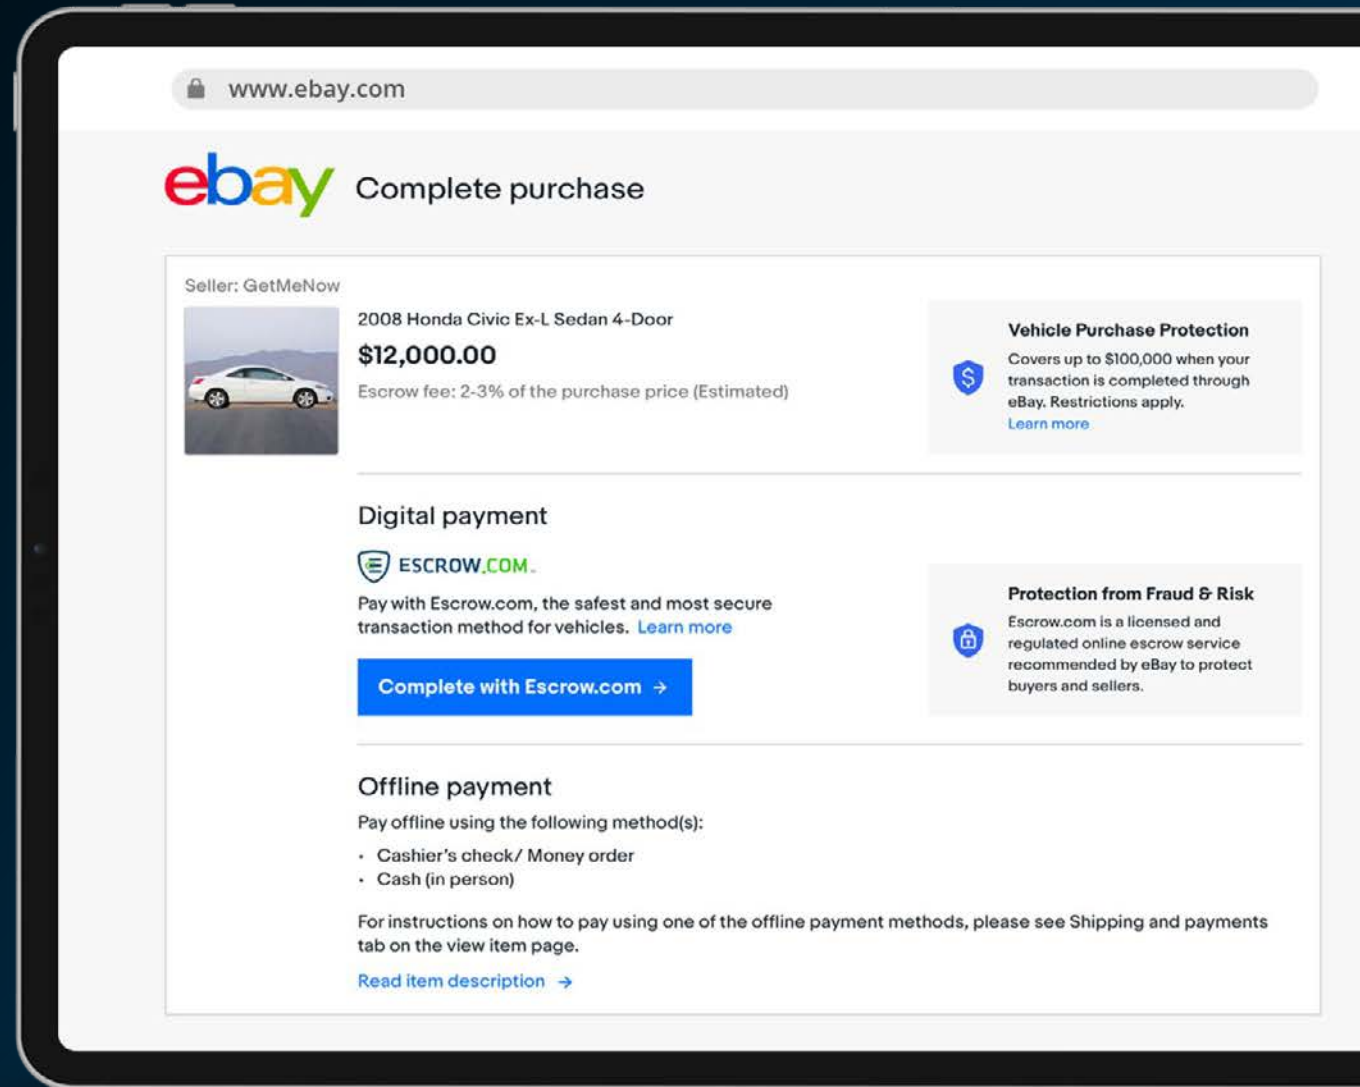 www.ebay.com
ebay Complete purchase
Seller: GetMeNow
2008 Honda Civic Ex-L Sedan 4-Door
$12,000.00
Escrow fee: 2-3% of the purchase price (Estimated)
Vehicle Purchase Protection
Covers up to $100,000 when your
transaction is completed through
eBay. Restrictions apply.
Learn more
Digital payment
ESCROW.COM
Pay with Escrow.com, the safest and most secure
transaction method for vehicles. Learn more
Complete with Escrow.com →
Protection from Fraud & Risk
Escrow.com is a licensed and
regulated online escrow service
recommended by eBay to protect
buyers and sellers.
Offline payment
Pay offline using the following method(s):
· Cashier's check/ Money order
· Cash (in person)
For instructions on how to pay using one of the offline payment methods, please see Shipping and payments
tab on the view item page.
Read item description →